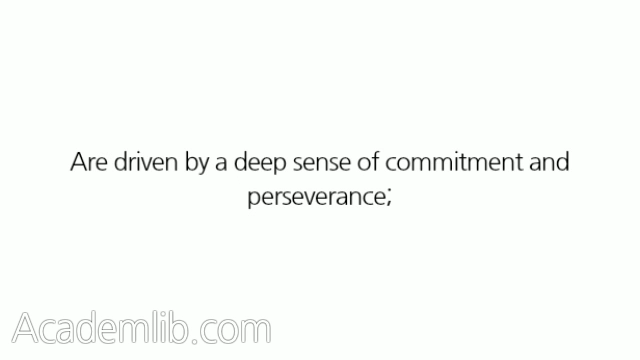 Are driven by a deep sense of commitment and
perseverance;
Academlib.com